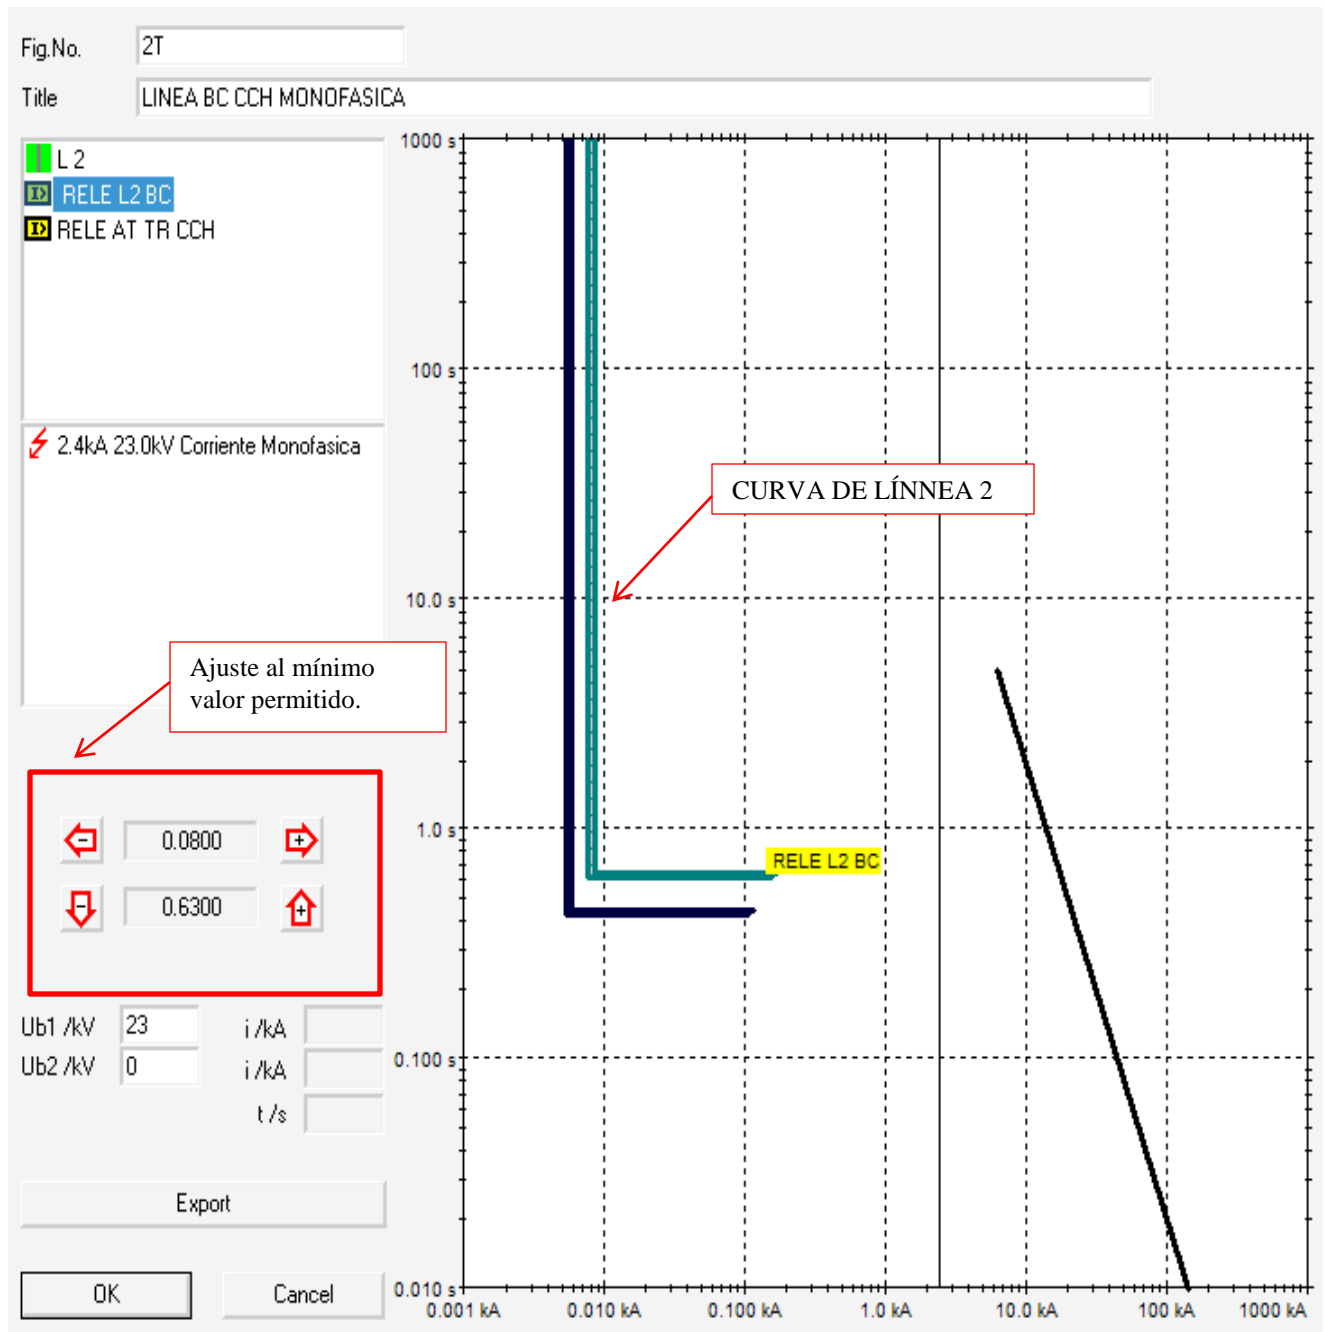 Fig.No.
2T
Title
LINEA BC CCH MONOFASICA
L 2
RELE L2 BC
RELE AT TR CCH
2.4kA 23.0kV Corriente Monofasica
Ajuste al mínimo
valor permitido.
0.0800
0.6300
Ub1 /kV
23
i /kA
Ub2 /kV
0
i /kA
t /s
Export
OK
Cancel
1000 s
100 s
10.0 s
1.0 s
0.100 s
0.010 s
CURVA DE LÍNNEA 2
RELE L2 BC
0.001 kA
0.010 kA
0.100 kA
1.0 kA
10.0 kA
100 kA
1000 kA